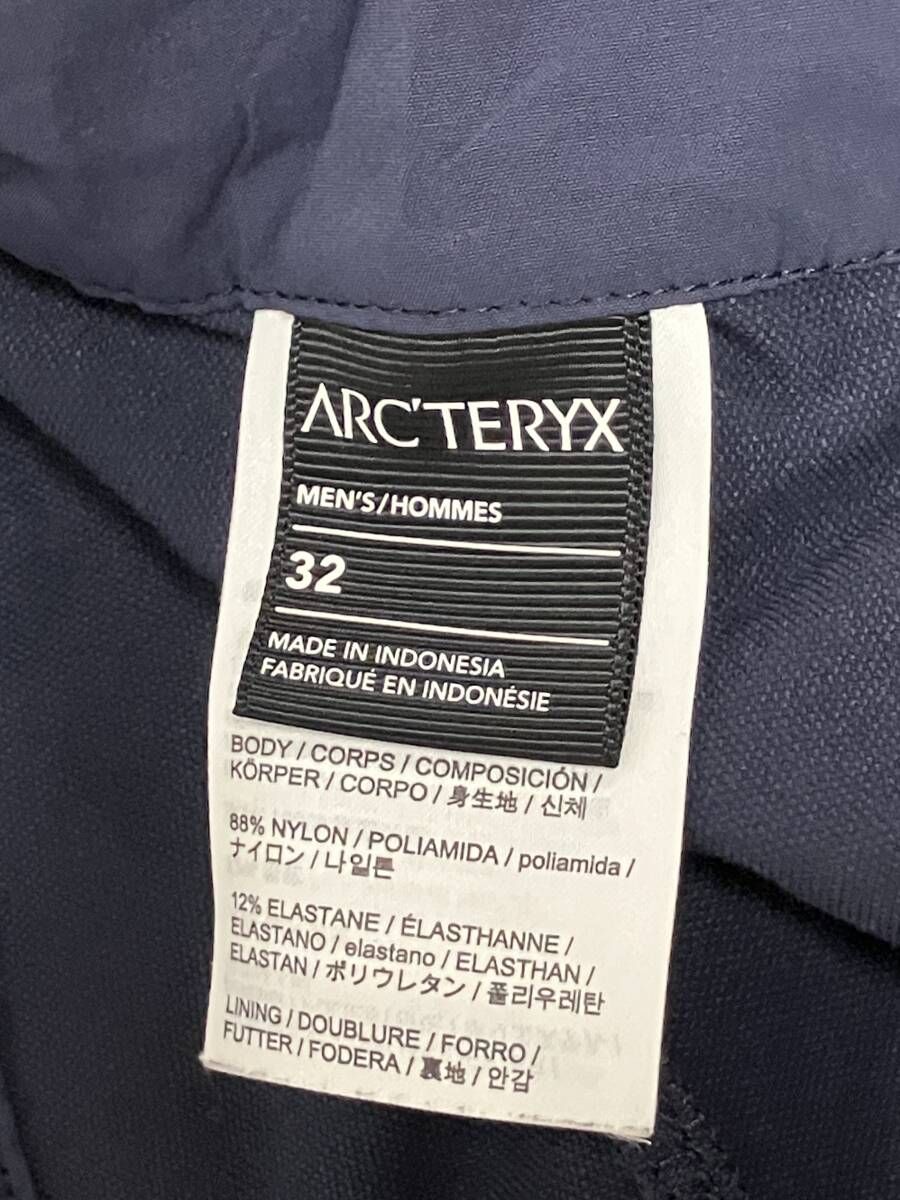 ARC'TERYX
MEN'S/HOMMES
32
MADE IN INDONESIA
FABRIQUÉ EN INDONÉSIE
BODY / CORPS / COMPOSICIÓN /
KÖRPER / CORPO / 身生地 / 신체
88% NYLON / POLIAMIDA / poliamida /
ナイロン / 나일론
12% ELASTANE / ÉLASTHANNE /
ELASTANO / elastano / ELASTHAN /
ELASTAN / ポリウレタン / 폴리우레탄
LINING / DOUBLURE / FORRO /
FUTTER / FODERA / 裏地 / 안감